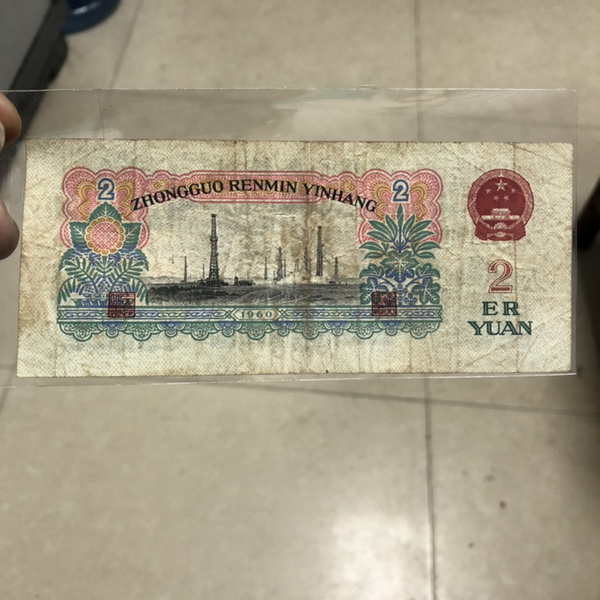 2
ZHONGGUO RENMIN YINHANG
2
1960
2
ER
YUAN